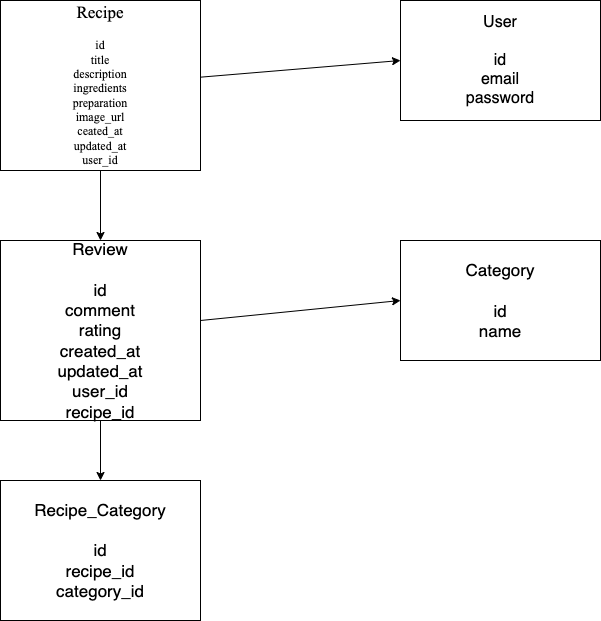 Recipe
id
title
description
ingredients
preparation
image_url
ceated_at
updated_at
user_id
User
id
email
password
Review
id
comment
rating
created_at
updated_at
user_id
recipe_id
Category
id
name
Recipe_Category
id
recipe_id
category_id